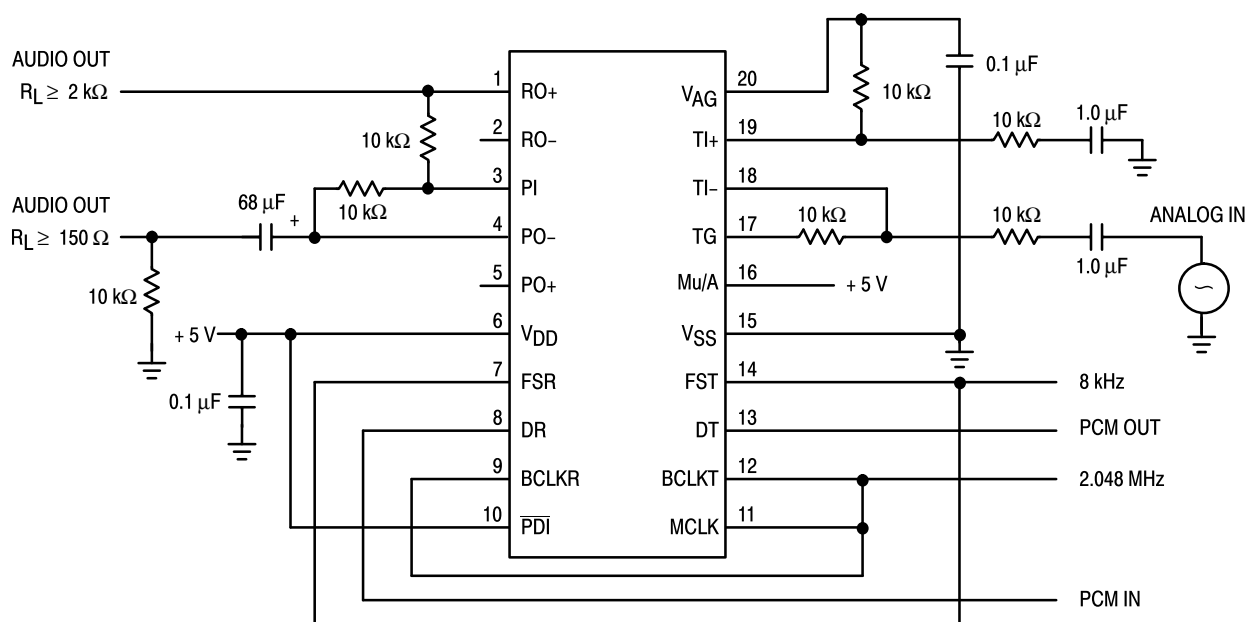 AUDIO OUT
R_L ≥ 2 kΩ
10 kΩ
10 kΩ
AUDIO OUT
R_L ≥ 150 Ω
68 μF
+
10 kΩ
+ 5 V
0.1 μF
1 RO+
2 RO–
3 PI
4 PO–
5 PO+
6 VDD
7 FSR
8 DR
9 BCLKR
10 PDI
VAG 20
TI+ 19
TI– 18
TG 17
Mu/A 16
VSS 15
FST 14
DT 13
BCLKT 12
MCLK 11
0.1 μF
10 kΩ
10 kΩ
1.0 μF
10 kΩ
10 kΩ
1.0 μF
ANALOG IN
+ 5 V
8 kHz
PCM OUT
2.048 MHz
PCM IN